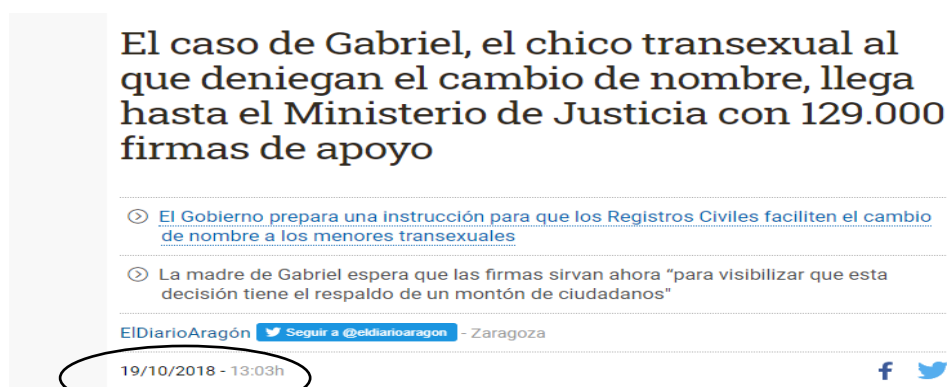 El caso de Gabriel, el chico transexual al
que deniegan el cambio de nombre, llega
hasta el Ministerio de Justicia con 129.000
firmas de apoyo
El Gobierno prepara una instrucción para que los Registros Civiles faciliten el cambio
de nombre a los menores transexuales
La madre de Gabriel espera que las firmas sirvan ahora “para visibilizar que esta
decisión tiene el respaldo de un montón de ciudadanos"
ElDiarioAragón Seguir a @eldiarioaragon - Zaragoza
19/10/2018 - 13:03h